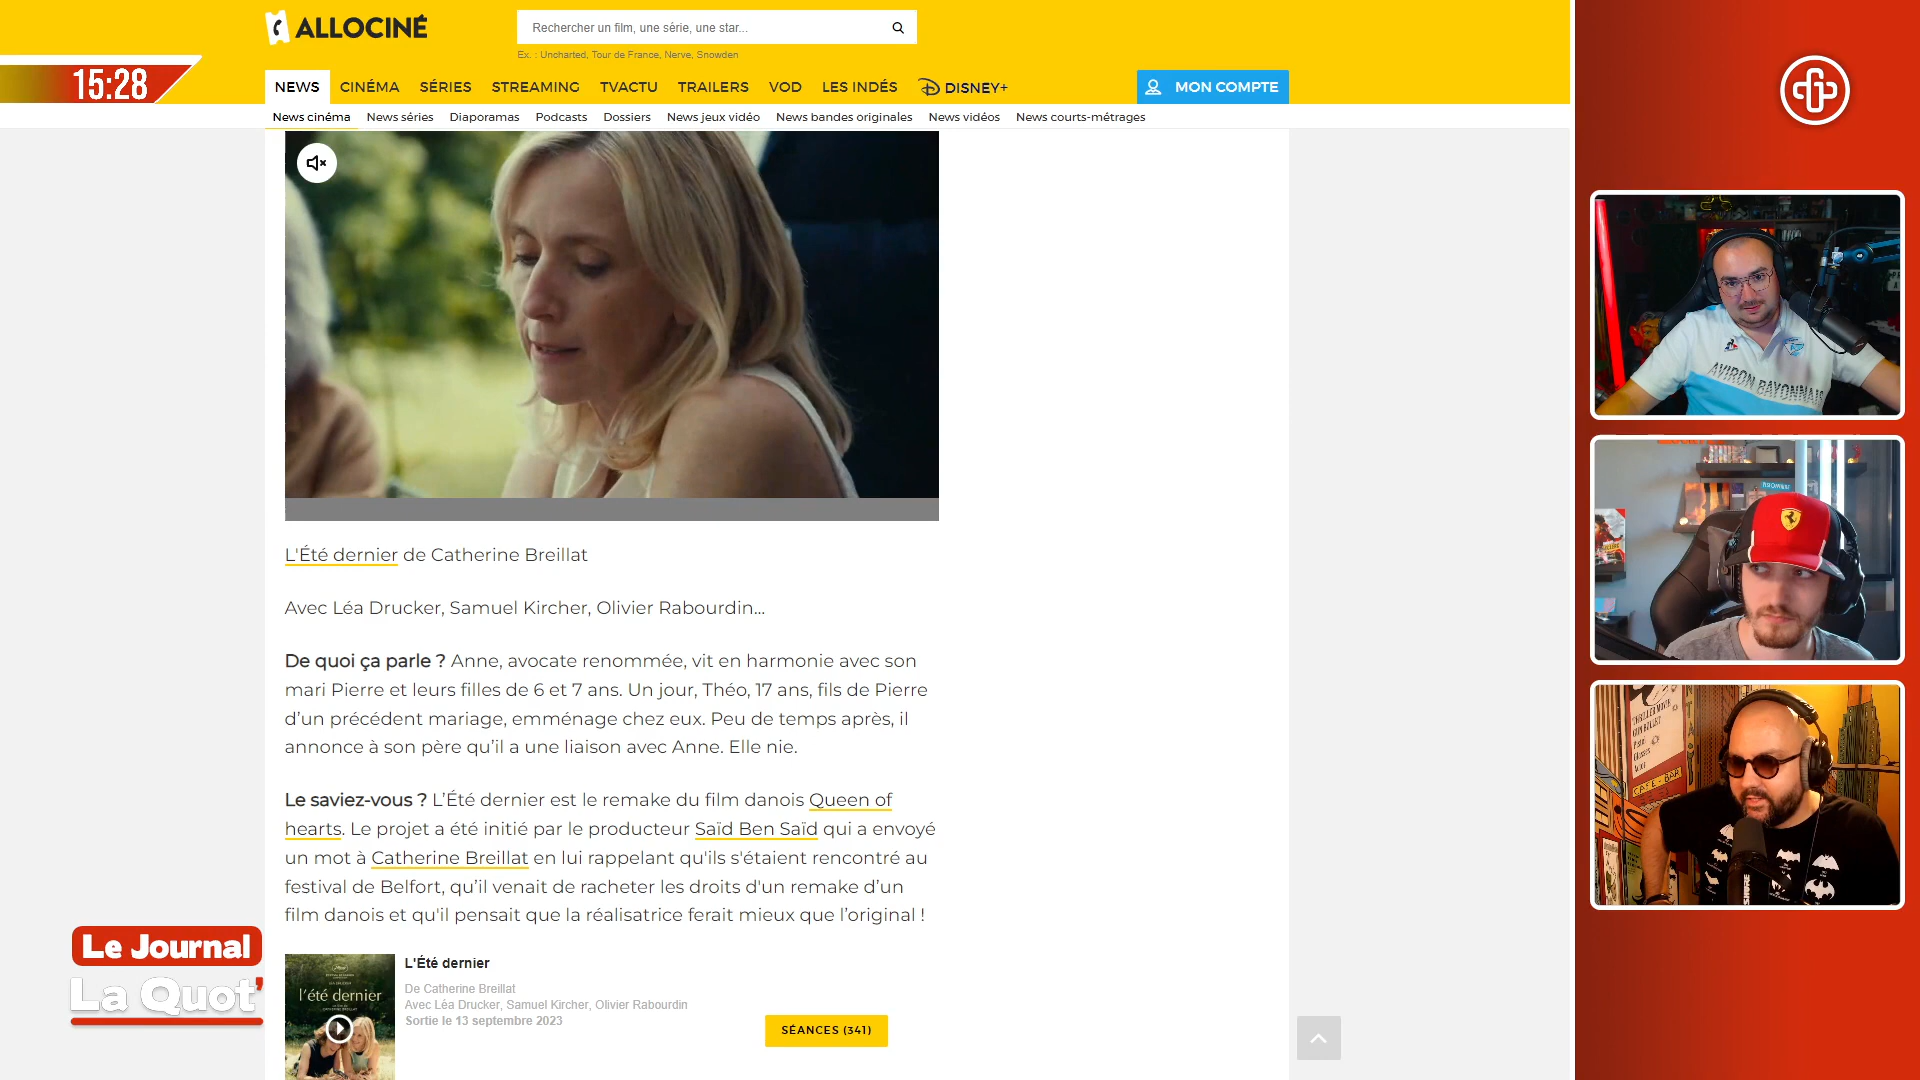 ALLOCINÉ
Rechercher un film, une série, une star...
Ex. : Uncharted, Tour de France, Nerve, Snowden
15:28
NEWS CINÉMA SÉRIES STREAMING TVACTU TRAILERS VOD LES INDÉS DISNEY+ MON COMPTE
News cinéma News séries Diaporamas Podcasts Dossiers News jeux vidéo News bandes originales News vidéos News courts-métrages
L'Été dernier de Catherine Breillat
Avec Léa Drucker, Samuel Kircher, Olivier Rabourdin...
De quoi ça parle ? Anne, avocate renommée, vit en harmonie avec son
mari Pierre et leurs filles de 6 et 7 ans. Un jour, Théo, 17 ans, fils de Pierre
d’un précédent mariage, emménage chez eux. Peu de temps après, il
annonce à son père qu’il a une liaison avec Anne. Elle nie.
Le saviez-vous ? L’Été dernier est le remake du film danois Queen of
hearts. Le projet a été initié par le producteur Saïd Ben Saïd qui a envoyé
un mot à Catherine Breillat en lui rappelant qu'ils s'étaient rencontré au
festival de Belfort, qu’il venait de racheter les droits d'un remake d’un
film danois et qu'il pensait que la réalisatrice ferait mieux que l’original !
l'été dernier
L'Été dernier
De Catherine Breillat
Avec Léa Drucker, Samuel Kircher, Olivier Rabourdin
Sortie le 13 septembre 2023
SÉANCES (341)
Le Journal
La Quot'
AVIRON BAYONNAIS
CAFE-BAR